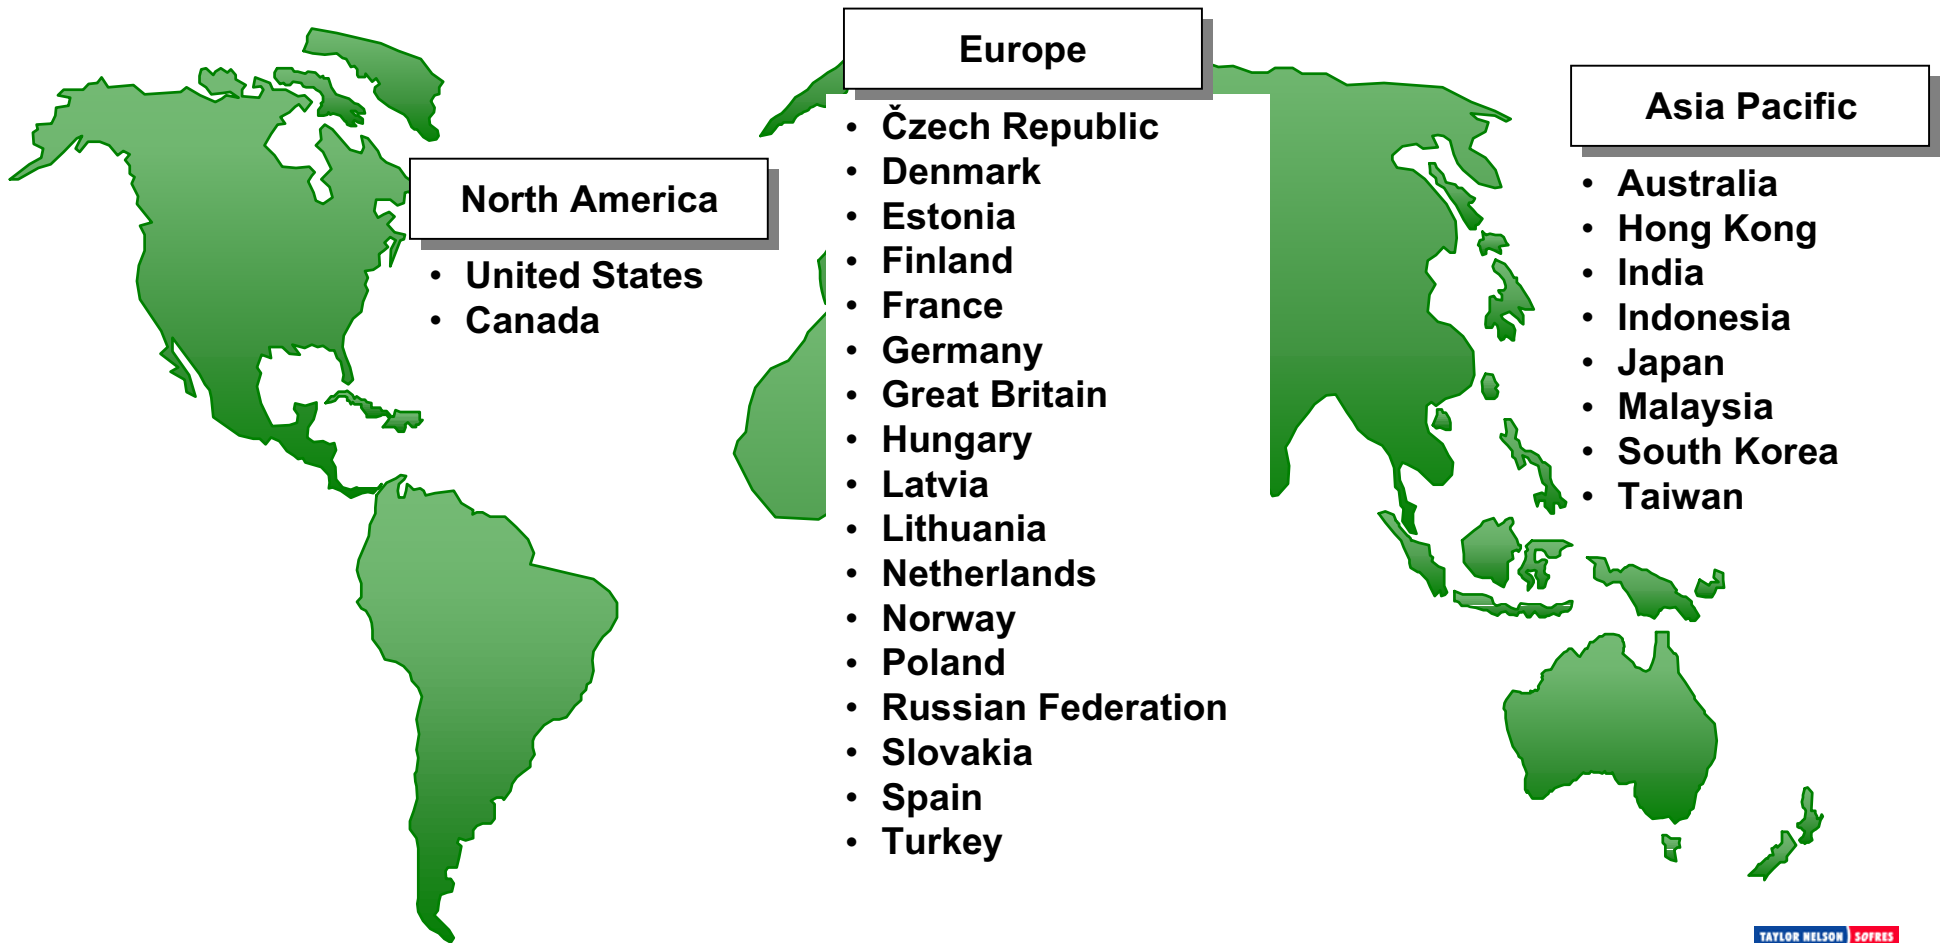 Europe
• Čzech Republic
• Denmark
• Estonia
• Finland
• France
• Germany
• Great Britain
• Hungary
• Latvia
• Lithuania
• Netherlands
• Norway
• Poland
• Russian Federation
• Slovakia
• Spain
• Turkey
North America
• United States
• Canada
Asia Pacific
• Australia
• Hong Kong
• India
• Indonesia
• Japan
• Malaysia
• South Korea
• Taiwan
TAYLOR NELSON SOFRES